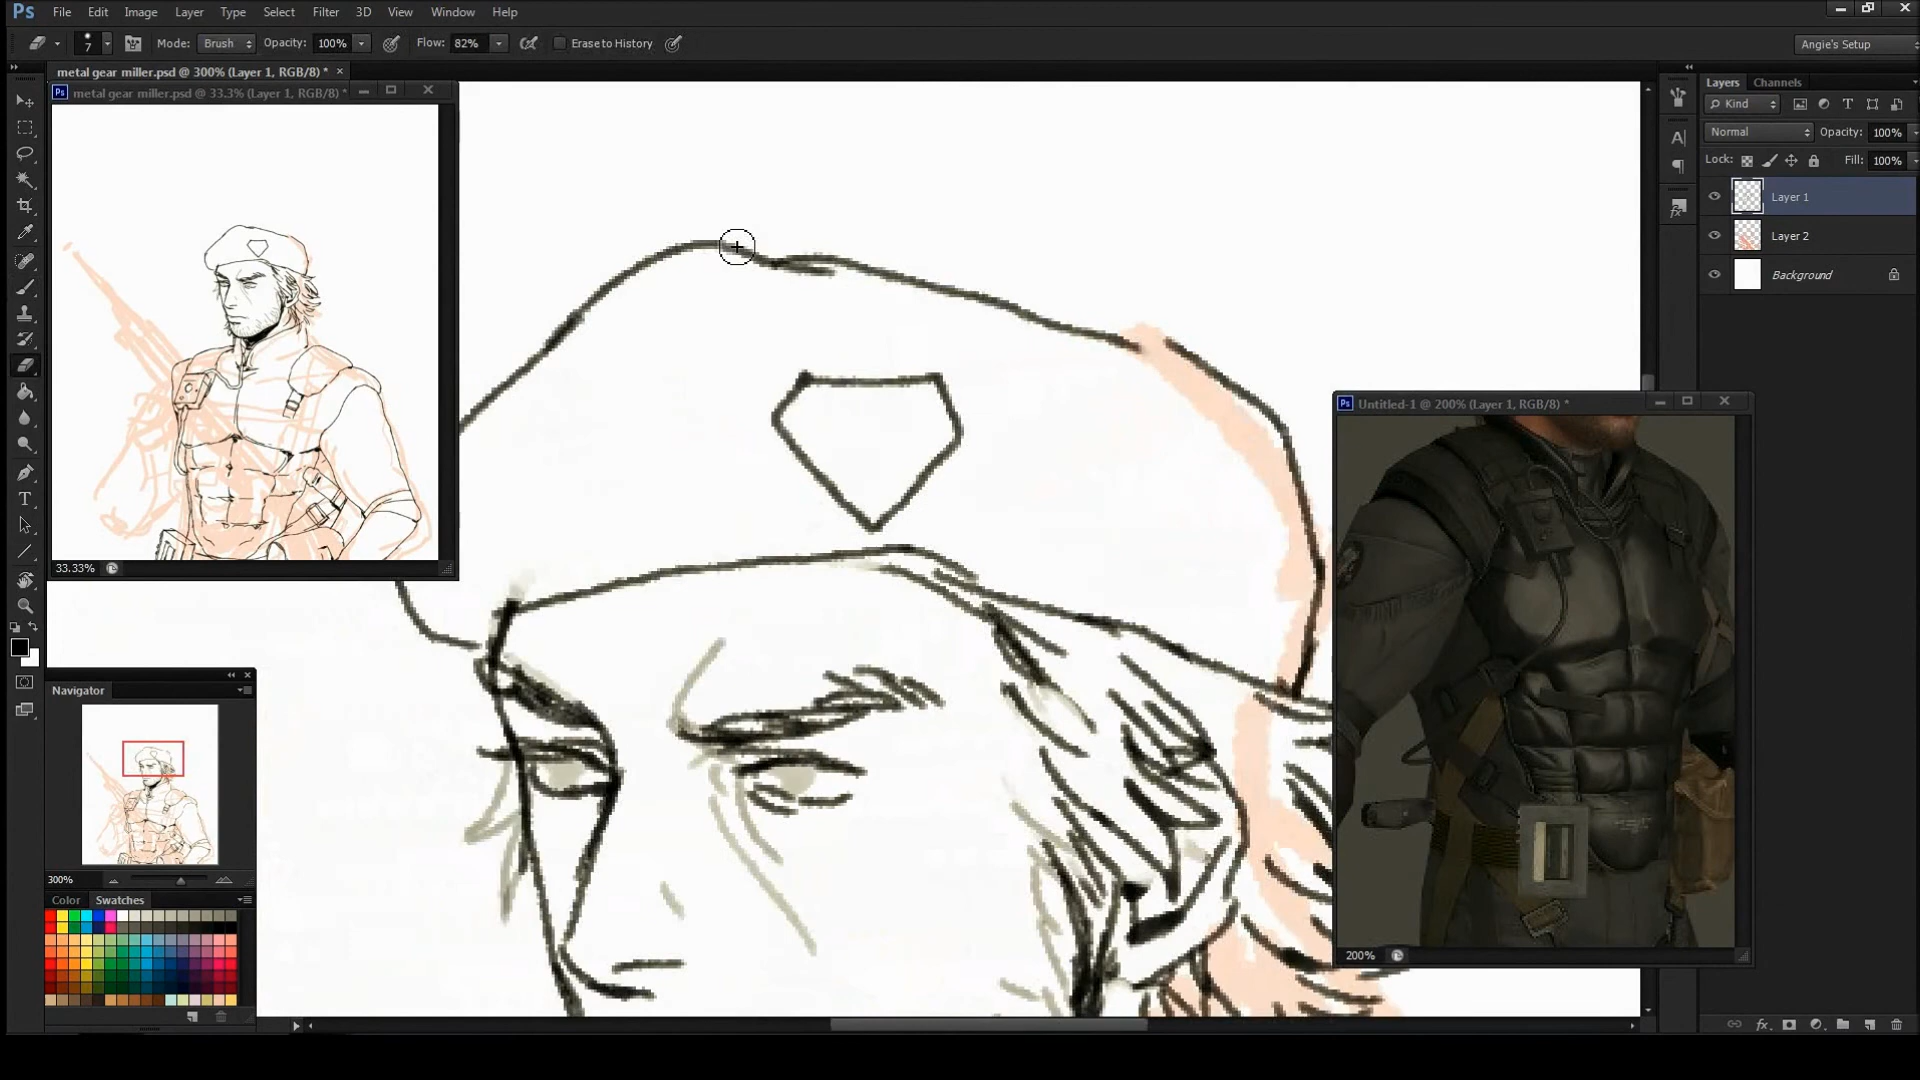 Ps File Edit Image Layer Type Select Filter 3D View Window Help
7 Mode: Brush Opacity: 100% Flow: 82% Erase to History Angie's Setup
metal gear miller.psd @ 300% (Layer 1, RGB/8) * ×
Ps metal gear miller.psd @ 33.3% (Layer 1, RGB/8) *
33.33%
Navigator
300%
Color Swatches
Ps Untitled-1 @ 200% (Layer 1, RGB/8) *
200%
Layers Channels
Kind
Normal Opacity: 100%
Lock: Fill: 100%
Layer 1
Layer 2
Background